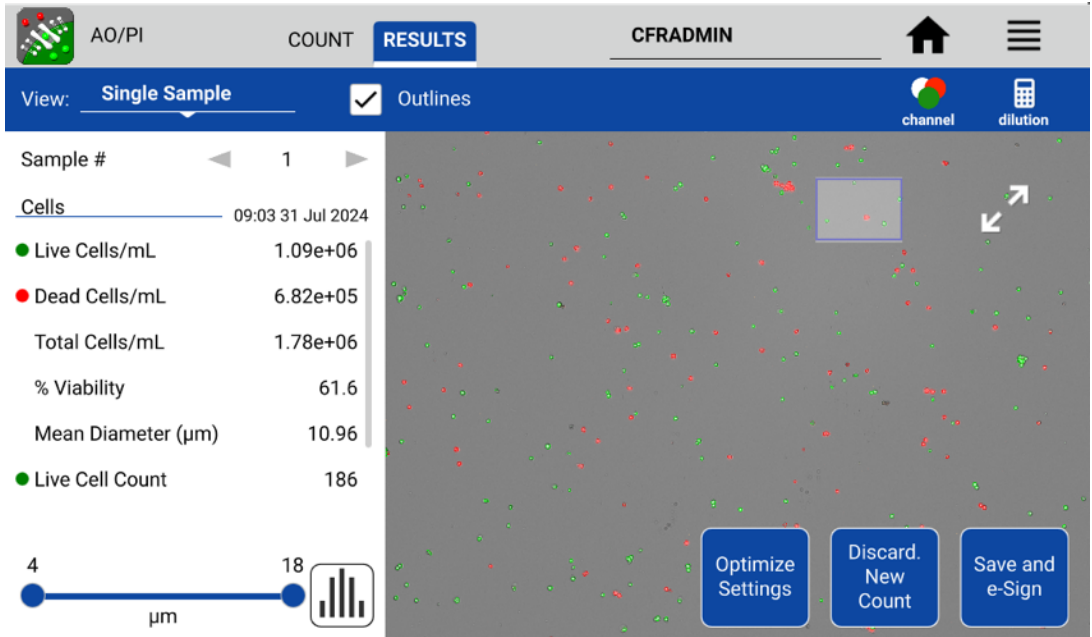 AO/PI COUNT RESULTS CFRADMIN
View: Single Sample Outlines channel dilution
Sample # 1
Cells 09:03 31 Jul 2024
Live Cells/mL 1.09e+06
Dead Cells/mL 6.82e+05
Total Cells/mL 1.78e+06
% Viability 61.6
Mean Diameter (µm) 10.96
Live Cell Count 186
4 18
µm
Optimize
Settings
Discard.
New
Count
Save and
e-Sign